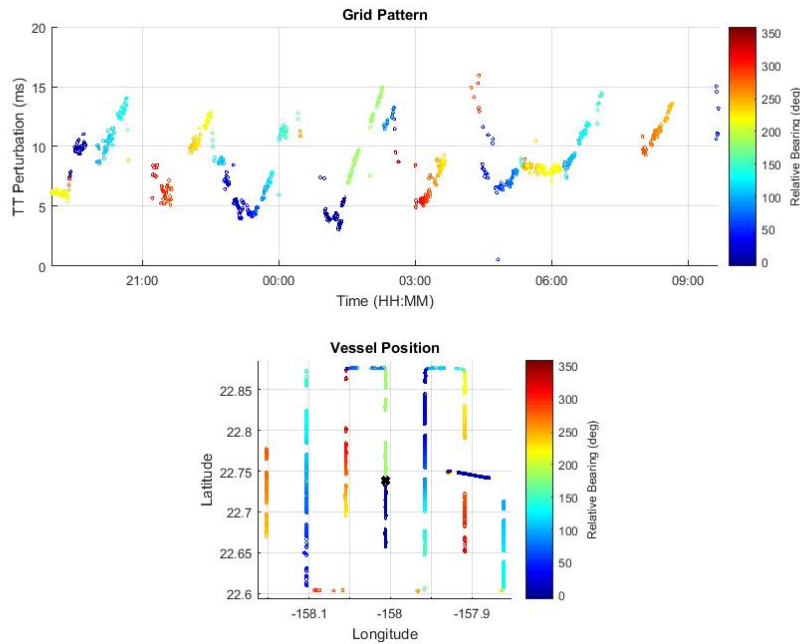 Grid Pattern
20
15
10
5
0
TT Perturbation (ms)
21:00 00:00 03:00 06:00 09:00
Time (HH:MM)
350
300
250
200
150
100
50
0
Relative Bearing (deg)
Vessel Position
22.85
22.8
22.75
22.7
22.65
22.6
Latitude
-158.1 -158 -157.9
Longitude
350
300
250
200
150
100
50
0
Relative Bearing (deg)